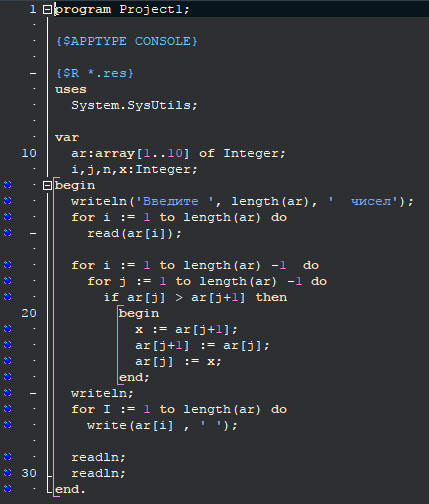 1 program Project1;
{$APPTYPE CONSOLE}
{$R *.res}
uses
System.SysUtils;
var
10 ar:array[1..10] of Integer;
i,j,n,x:Integer;
begin
writeln('Введите ', length(ar), '  чисел');
for i := 1 to length(ar) do
read(ar[i]);
for i := 1 to length(ar) -1  do
for j := 1 to length(ar) -1 do
if ar[j] > ar[j+1] then
20 begin
x := ar[j+1];
ar[j+1] := ar[j];
ar[j] := x;
end;
writeln;
for I := 1 to length(ar) do
write(ar[i] , ' ');
readln;
30 readln;
end.